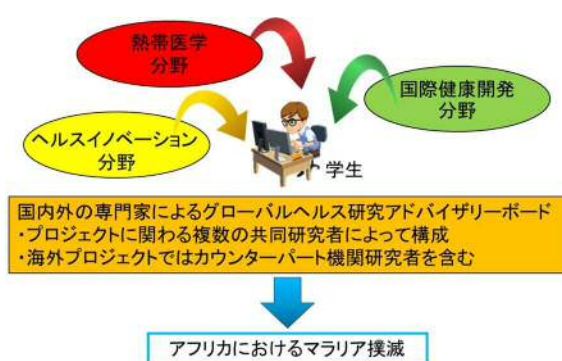 熱帯医学
分野
国際健康開発
分野
ヘルスイノベーション
分野
学生
国内外の専門家によるグローバルヘルス研究アドバイザリーボード
・プロジェクトに関わる複数の共同研究者によって構成
・海外プロジェクトではカウンターパート機関研究者を含む
アフリカにおけるマラリア撲滅